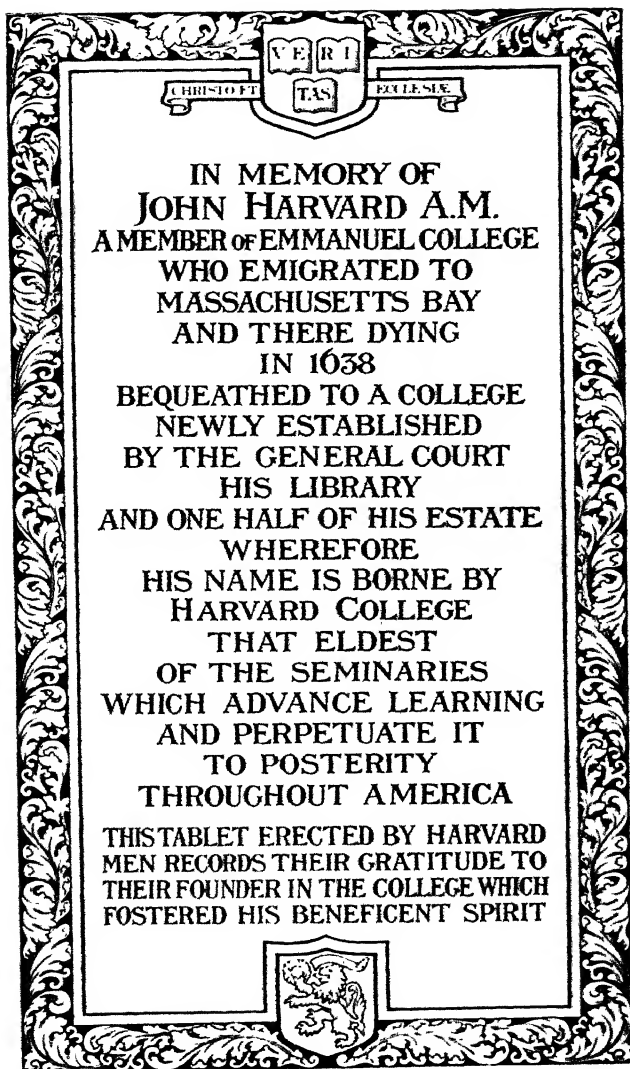 VE RI
CHRISTO ET TAS ECCLESIÆ
IN MEMORY OF
JOHN HARVARD A.M.
A MEMBER OF EMMANUEL COLLEGE
WHO EMIGRATED TO
MASSACHUSETTS BAY
AND THERE DYING
IN 1638
BEQUEATHED TO A COLLEGE
NEWLY ESTABLISHED
BY THE GENERAL COURT
HIS LIBRARY
AND ONE HALF OF HIS ESTATE
WHEREFORE
HIS NAME IS BORNE BY
HARVARD COLLEGE
THAT ELDEST
OF THE SEMINARIES
WHICH ADVANCE LEARNING
AND PERPETUATE IT
TO POSTERITY
THROUGHOUT AMERICA
THIS TABLET ERECTED BY HARVARD
MEN RECORDS THEIR GRATITUDE TO
THEIR FOUNDER IN THE COLLEGE WHICH
FOSTERED HIS BENEFICENT SPIRIT